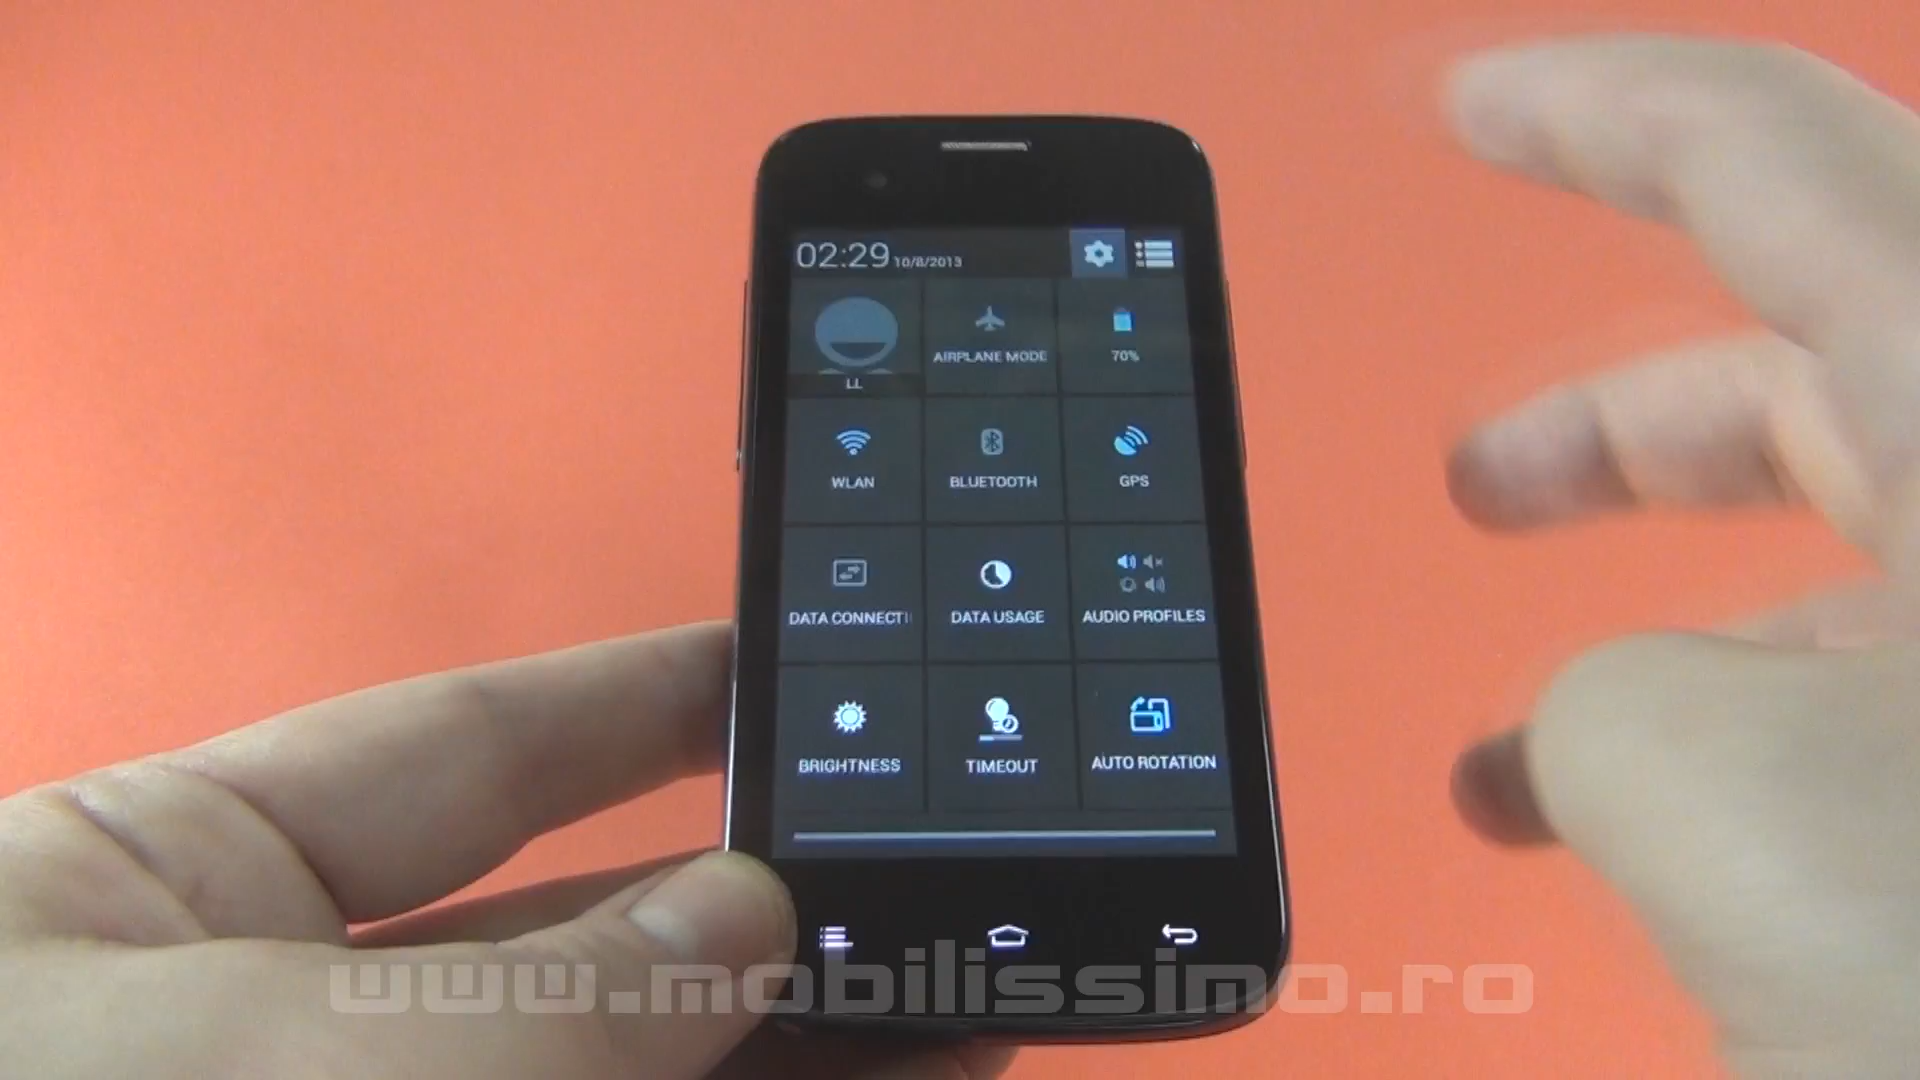 02:29 10/8/2013
LL
AIRPLANE MODE
70%
WLAN
BLUETOOTH
GPS
DATA CONNECTI
DATA USAGE
AUDIO PROFILES
BRIGHTNESS
TIMEOUT
AUTO ROTATION
www.mobilissimo.ro